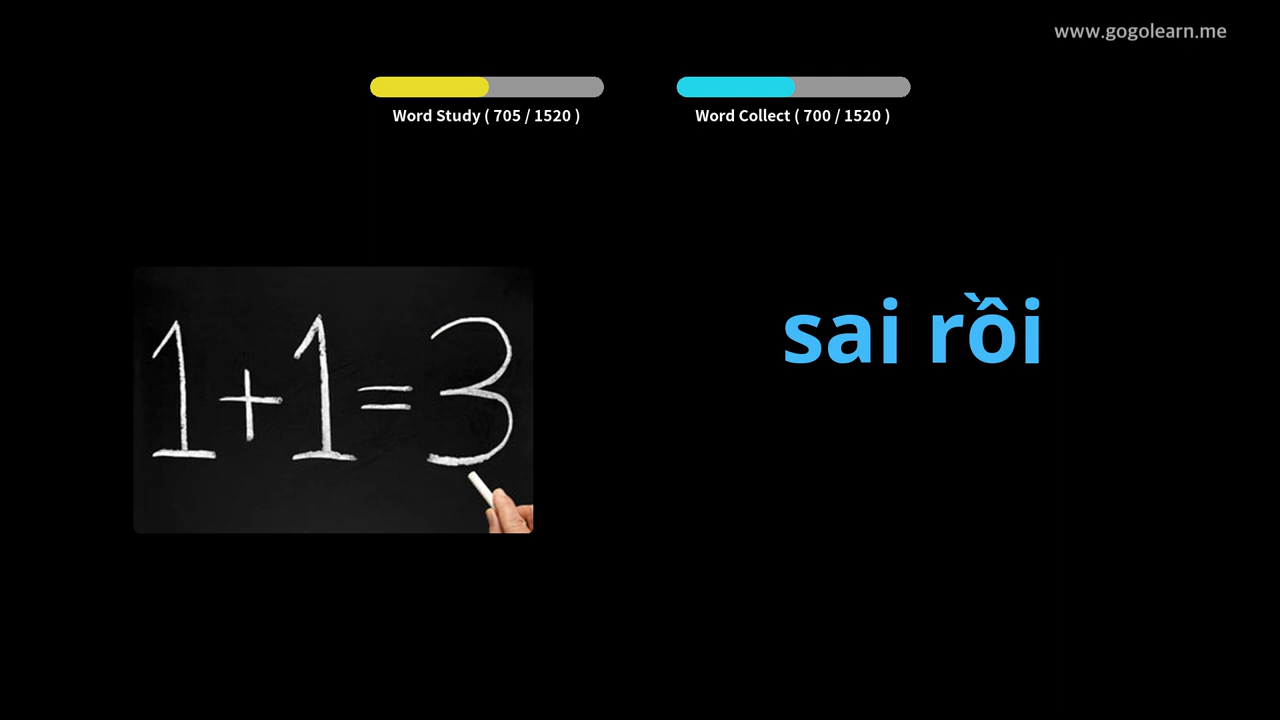 www.gogolearn.me
Word Study ( 705 / 1520 )
Word Collect ( 700 / 1520 )
1+1=3
sai rồi